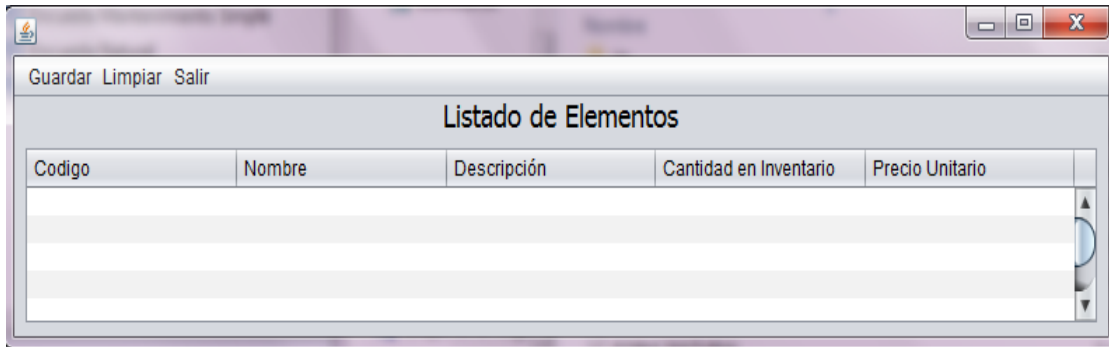 Guardar Limpiar Salir
Listado de Elementos
Codigo Nombre Descripción Cantidad en Inventario Precio Unitario